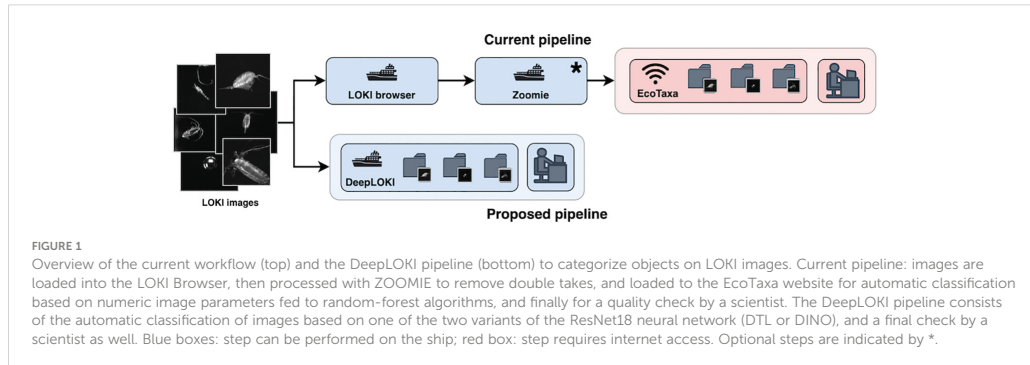 Current pipeline
LOKI browser
Zoomie
*
EcoTaxa
DeepLOKI
LOKI images
Proposed pipeline
FIGURE 1
Overview of the current workflow (top) and the DeepLOKI pipeline (bottom) to categorize objects on LOKI images. Current pipeline: images are
loaded into the LOKI Browser, then processed with ZOOMIE to remove double takes, and loaded to the EcoTaxa website for automatic classification
based on numeric image parameters fed to random-forest algorithms, and finally for a quality check by a scientist. The DeepLOKI pipeline consists
of the automatic classification of images based on one of the two variants of the ResNet18 neural network (DTL or DINO), and a final check by a
scientist as well. Blue boxes: step can be performed on the ship; red box: step requires internet access. Optional steps are indicated by *.